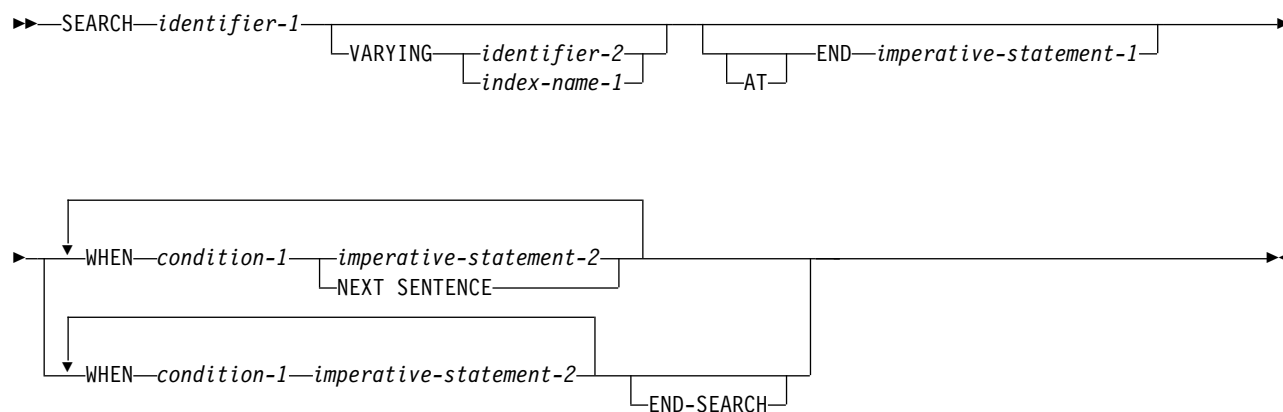 SEARCH identifier-1
VARYING identifier-2
index-name-1
AT END imperative-statement-1
WHEN condition-1 imperative-statement-2
NEXT SENTENCE
WHEN condition-1 imperative-statement-2
END-SEARCH